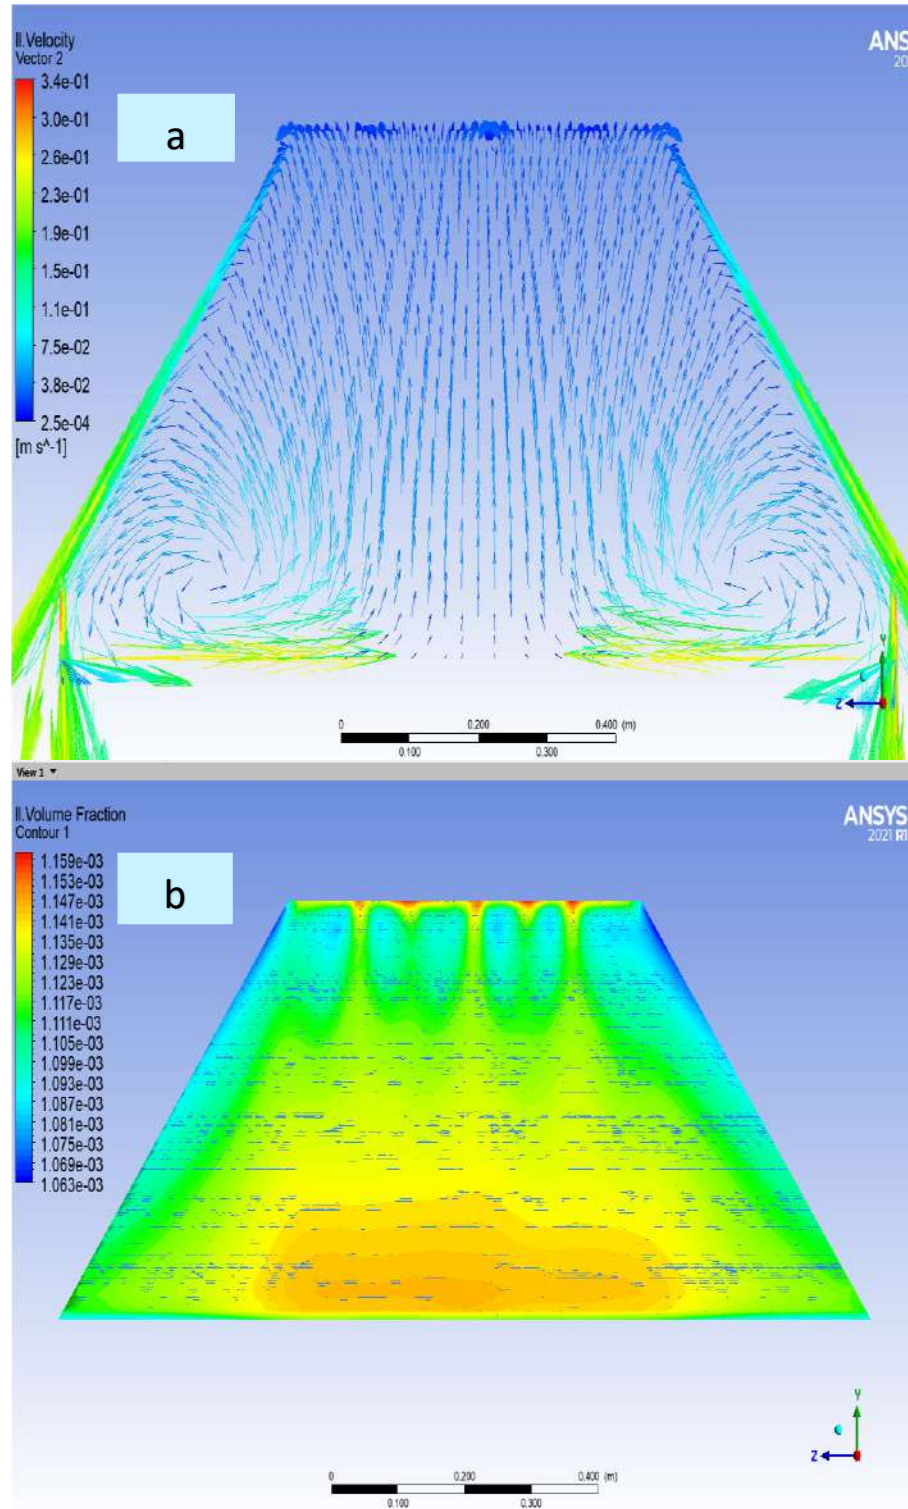 II.Velocity
Vector 2
3.4e-01
3.0e-01
2.6e-01
2.3e-01
1.9e-01
1.5e-01
1.1e-01
7.5e-02
3.8e-02
2.5e-04
[m s^-1]
a
ANS
20
Y
Z
0 0.200 0.400 (m)
0.100 0.300
View 1
II.Volume Fraction
Contour 1
1.159e-03
1.153e-03
1.147e-03
1.141e-03
1.135e-03
1.129e-03
1.123e-03
1.117e-03
1.111e-03
1.105e-03
1.099e-03
1.093e-03
1.087e-03
1.081e-03
1.075e-03
1.069e-03
1.063e-03
b
ANSYS
2021 R1
Y
Z
0 0.200 0.400 (m)
0.100 0.300